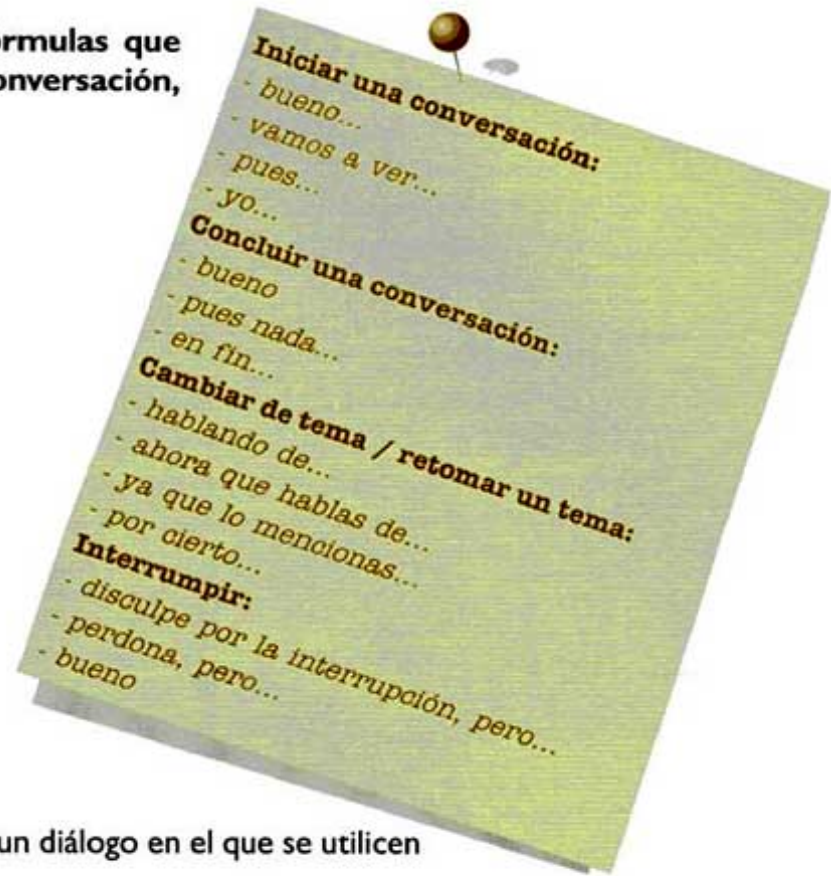 órmulas que
onversación,
Iniciar una conversación:
- bueno...
- vamos a ver...
- pues...
- yo...
Concluir una conversación:
- bueno
- pues nada...
- en fin...
Cambiar de tema / retomar un tema:
- hablando de...
- ahora que hablas de...
- ya que lo mencionas...
- por cierto...
Interrumpir:
- disculpe por la interrupción, pero...
- perdona, pero...
- bueno
un diálogo en el que se utilicen